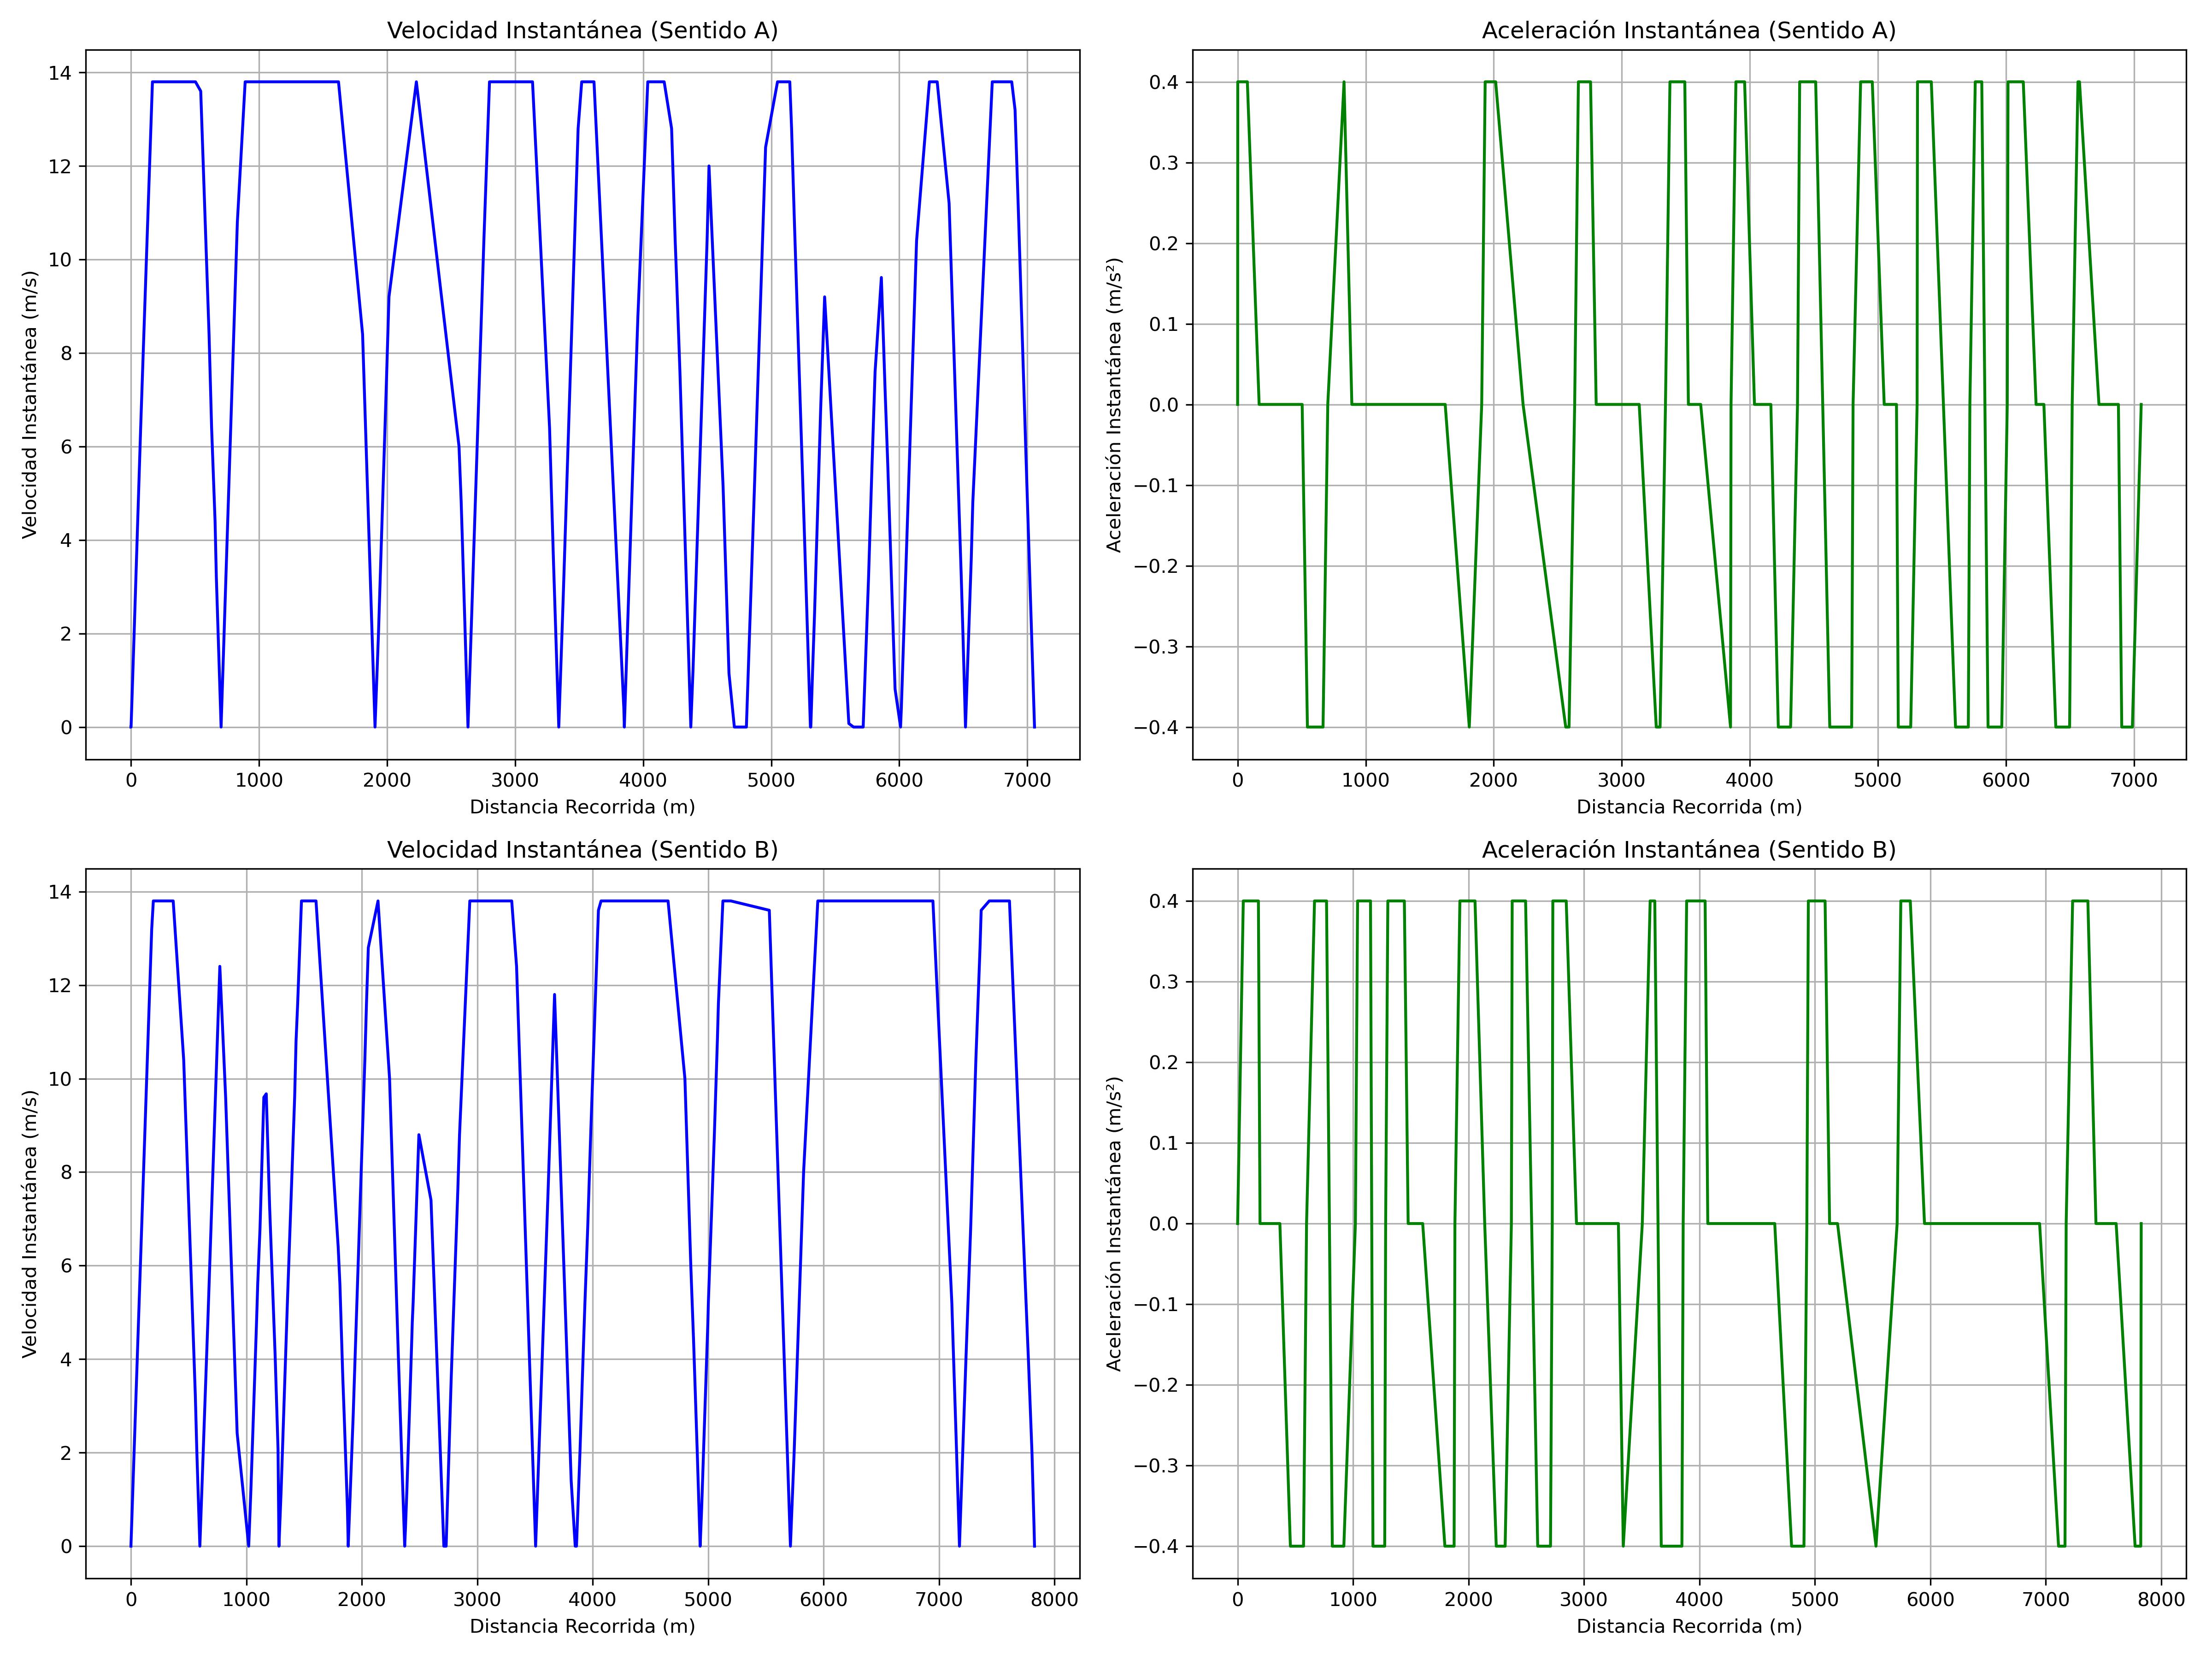 Velocidad Instantánea (Sentido A)
Velocidad Instantánea (m/s)
14
12
10
8
6
4
2
0
0 1000 2000 3000 4000 5000 6000 7000
Distancia Recorrida (m)
Aceleración Instantánea (Sentido A)
Aceleración Instantánea (m/s²)
0.4
0.3
0.2
0.1
0.0
−0.1
−0.2
−0.3
−0.4
0 1000 2000 3000 4000 5000 6000 7000
Distancia Recorrida (m)
Velocidad Instantánea (Sentido B)
Velocidad Instantánea (m/s)
14
12
10
8
6
4
2
0
0 1000 2000 3000 4000 5000 6000 7000 8000
Distancia Recorrida (m)
Aceleración Instantánea (Sentido B)
Aceleración Instantánea (m/s²)
0.4
0.3
0.2
0.1
0.0
−0.1
−0.2
−0.3
−0.4
0 1000 2000 3000 4000 5000 6000 7000 8000
Distancia Recorrida (m)